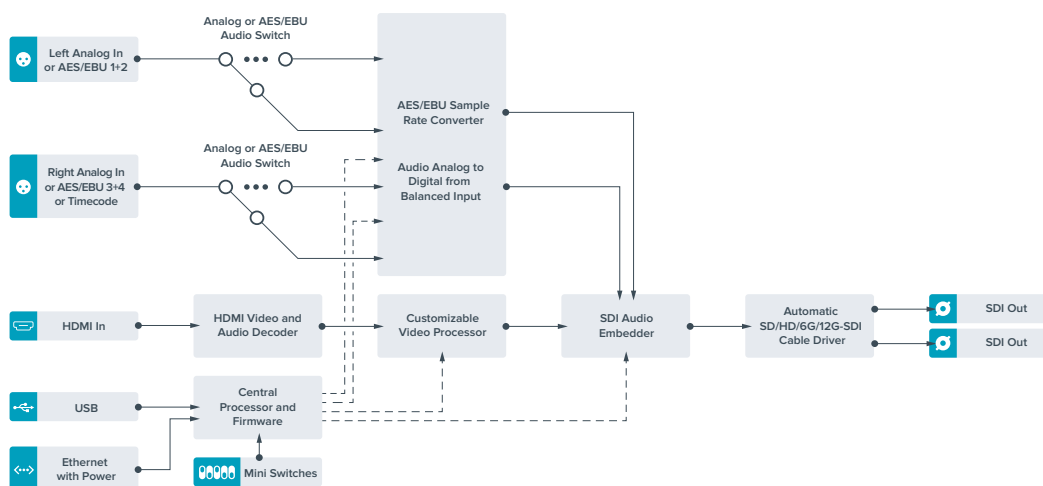 Analog or AES/EBU
Audio Switch
Left Analog In
or AES/EBU 1+2
AES/EBU Sample
Rate Converter
Analog or AES/EBU
Audio Switch
Right Analog In
or AES/EBU 3+4
or Timecode
Audio Analog to
Digital from
Balanced Input
HDMI In
HDMI Video and
Audio Decoder
Customizable
Video Processor
SDI Audio
Embedder
Automatic
SD/HD/6G/12G-SDI
Cable Driver
SDI Out
SDI Out
USB
Central
Processor and
Firmware
Ethernet
with Power
Mini Switches